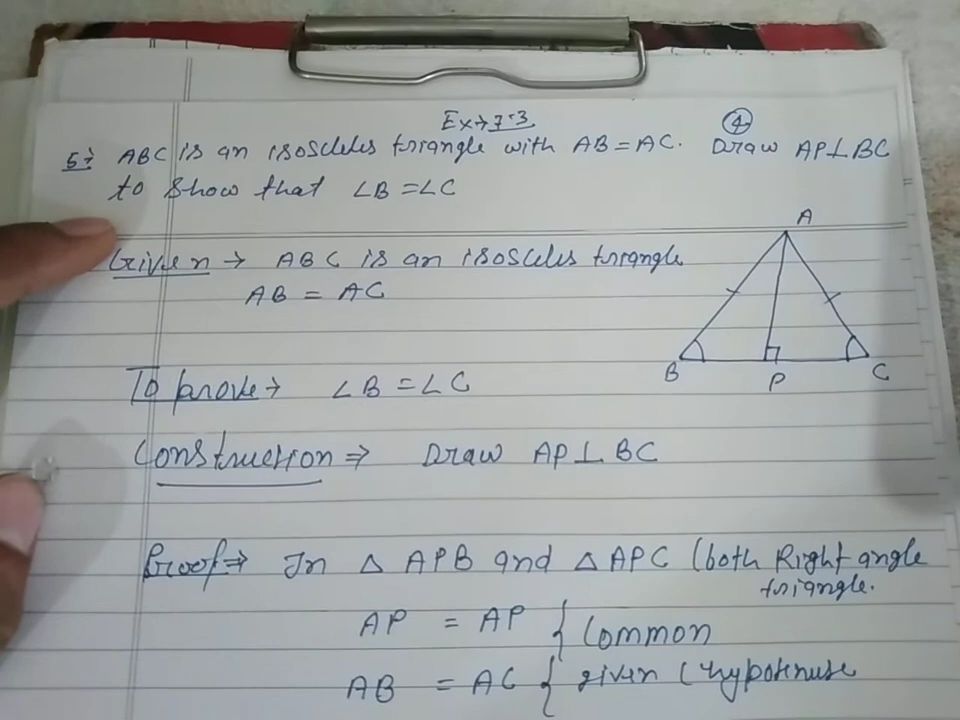 Ex→7.3
4
5: ABC is an isosceles triangle with AB = AC. Draw AP⊥BC
to show that ∠B = ∠C
Given → ABC is an isosceles triangle
AB = AC
A
B P C
To prove → ∠B = ∠C
Construction ⇒ Draw AP⊥BC
Proof ⇒ In △ APB and △APC (both Right angle
triangle.
AP = AP { Common
AB = AC { given (hypotenuse